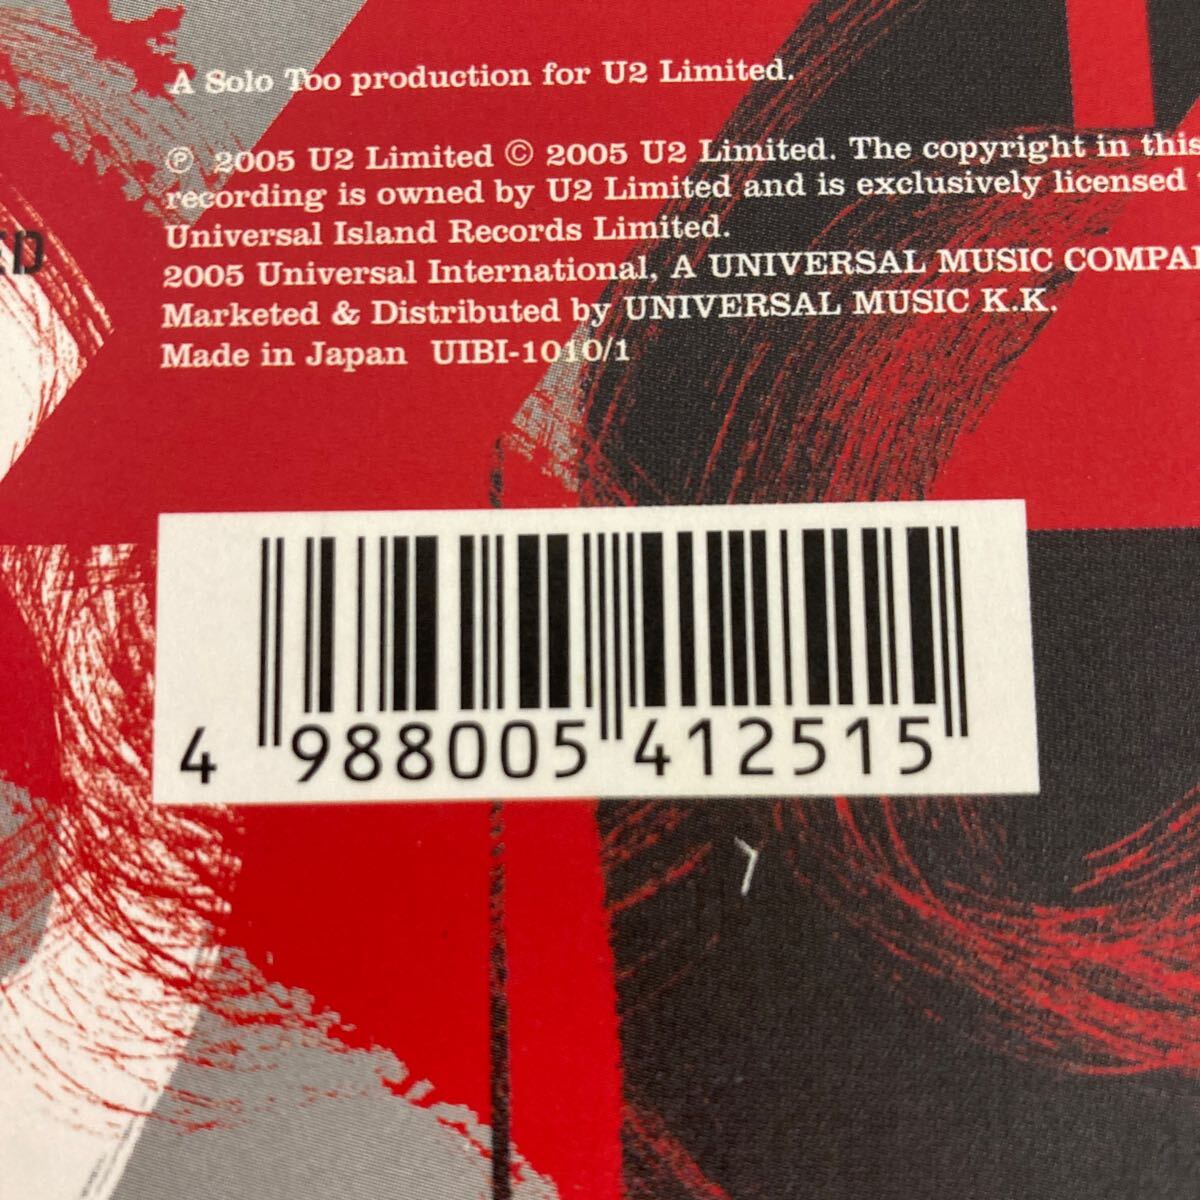 A Solo Too production for U2 Limited.
℗ 2005 U2 Limited © 2005 U2 Limited. The copyright in this
recording is owned by U2 Limited and is exclusively licensed
Universal Island Records Limited.
2005 Universal International, A UNIVERSAL MUSIC
Marketed & Distributed by UNIVERSAL MUSIC K.K.
Made in Japan UIBI-1010/1
4 988005 412515